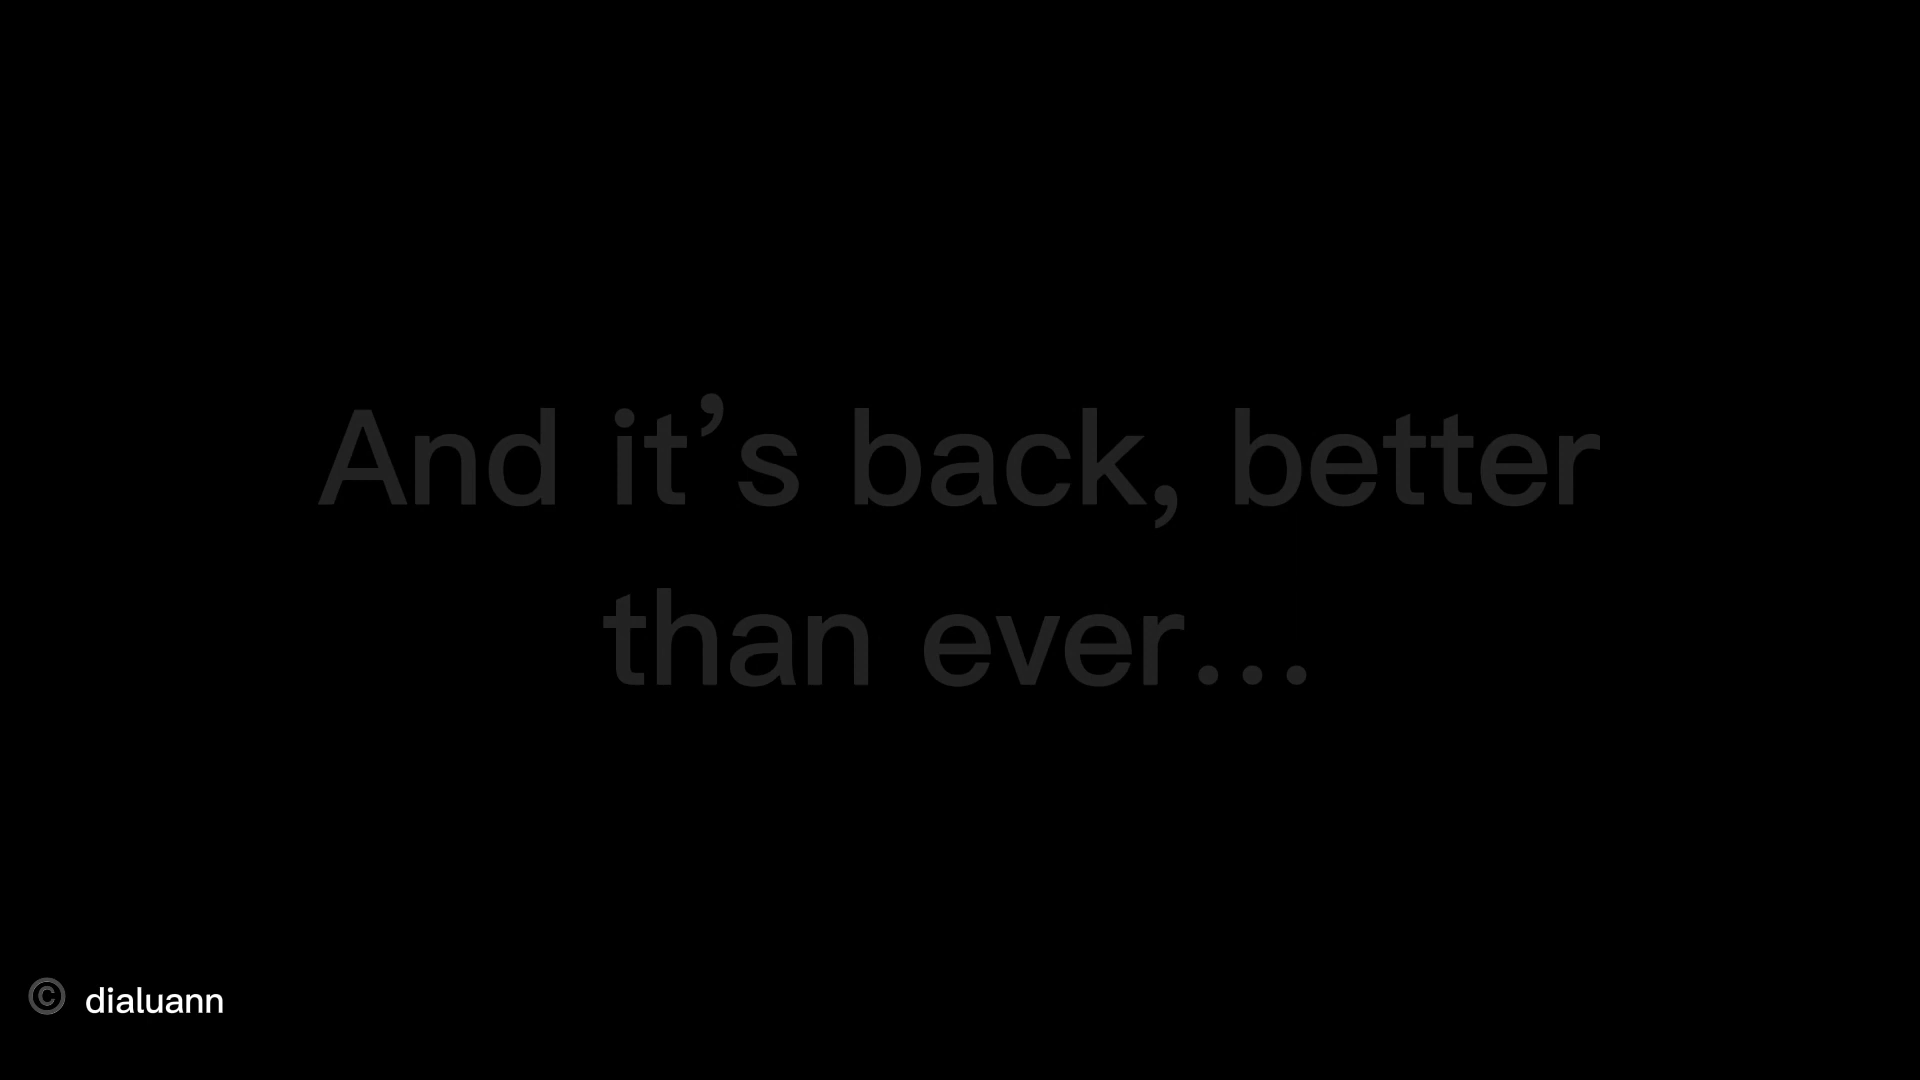 And it’s back, better
than ever...
© dialuann